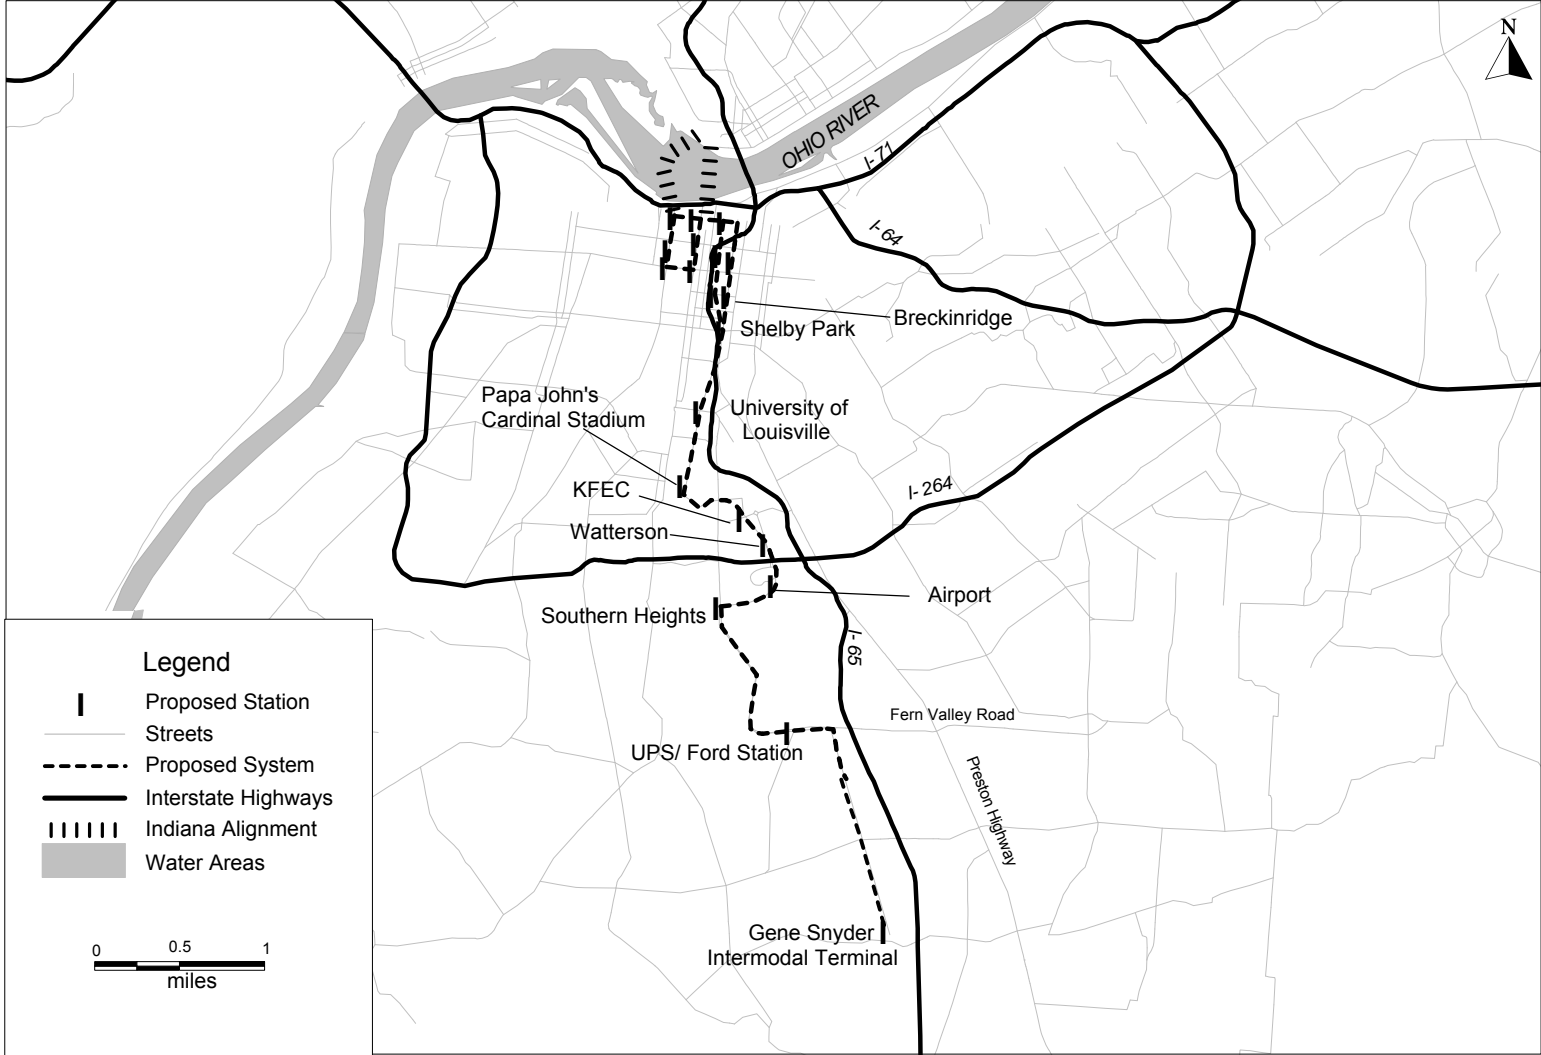 N
OHIO RIVER
I-71
I-64
Breckinridge
Shelby Park
Papa John's
Cardinal Stadium
University of
Louisville
KFEC
I-264
Watterson
Airport
Southern Heights
I-65
Fern Valley Road
UPS/ Ford Station
Preston Highway
Gene Snyder
Intermodal Terminal
Legend
Proposed Station
Streets
Proposed System
Interstate Highways
Indiana Alignment
Water Areas
0 0.5 1
miles